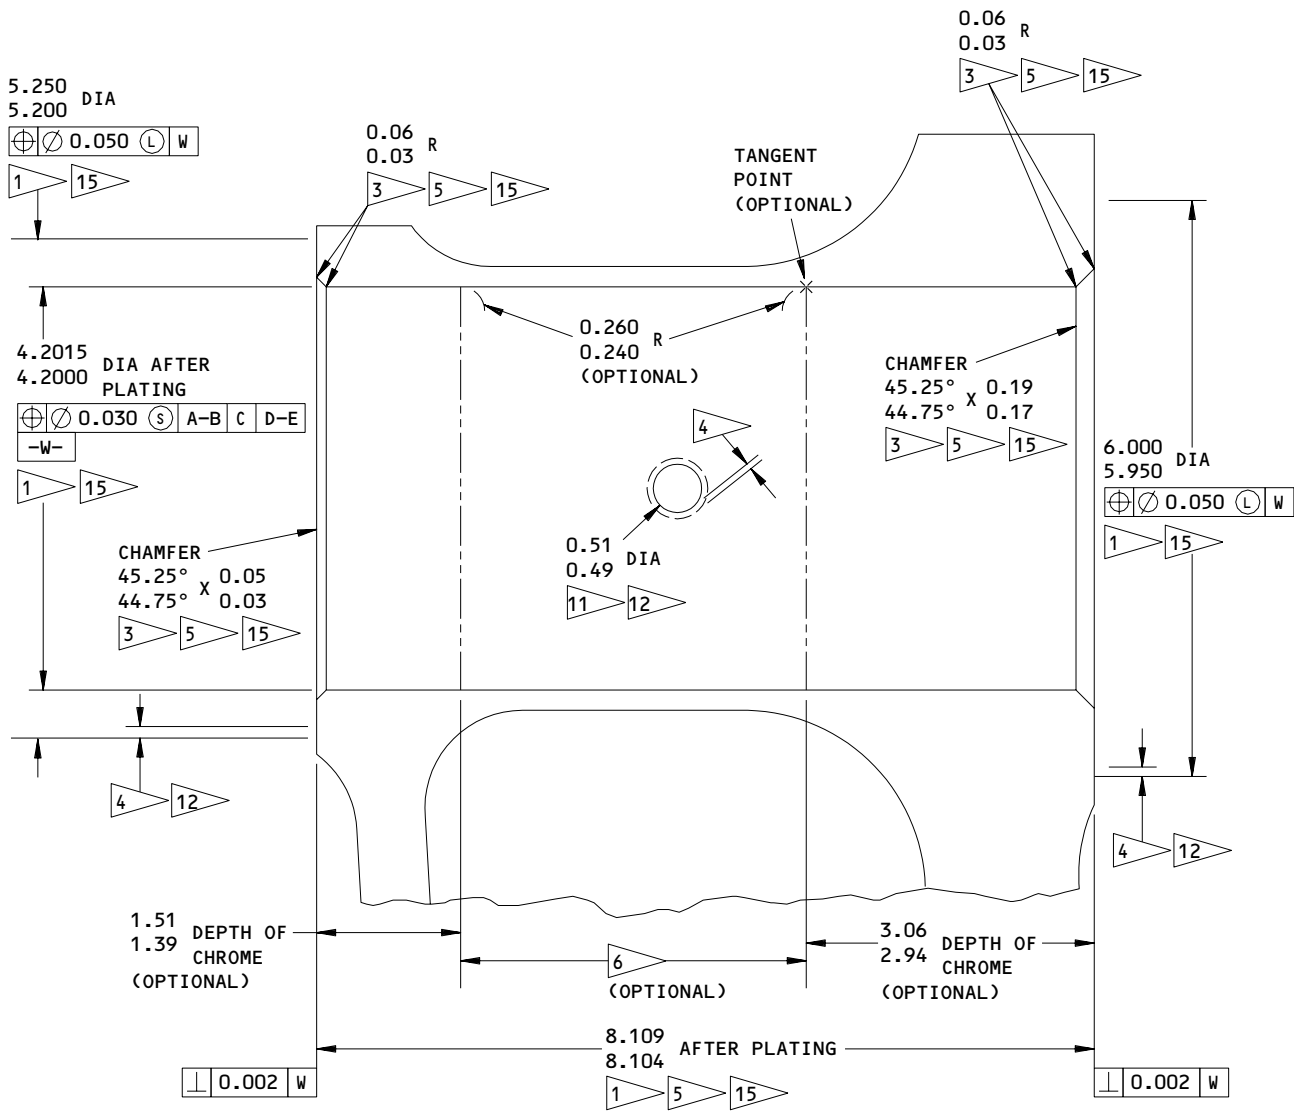 0.06
0.03 R
3 5 15
5.250
5.200 DIA
⌖ ⌀ 0.050 Ⓛ W
1 15
0.06
0.03 R
3 5 15
TANGENT
POINT
(OPTIONAL)
4.2015
4.2000 DIA AFTER
PLATING
⌖ ⌀ 0.030 Ⓢ A-B C D-E
-W-
1 15
0.260
0.240 R
(OPTIONAL)
CHAMFER
45.25° X 0.19
44.75° 0.17
3 5 15
4
6.000
5.950 DIA
⌖ ⌀ 0.050 Ⓛ W
1 15
CHAMFER
45.25° X 0.05
44.75° 0.03
3 5 15
0.51
0.49 DIA
11 12
4 12
4 12
1.51
1.39 DEPTH OF
CHROME
(OPTIONAL)
6
(OPTIONAL)
3.06
2.94 DEPTH OF
CHROME
(OPTIONAL)
8.109
8.104 AFTER PLATING
1 5 15
⊥ 0.002 W
⊥ 0.002 W